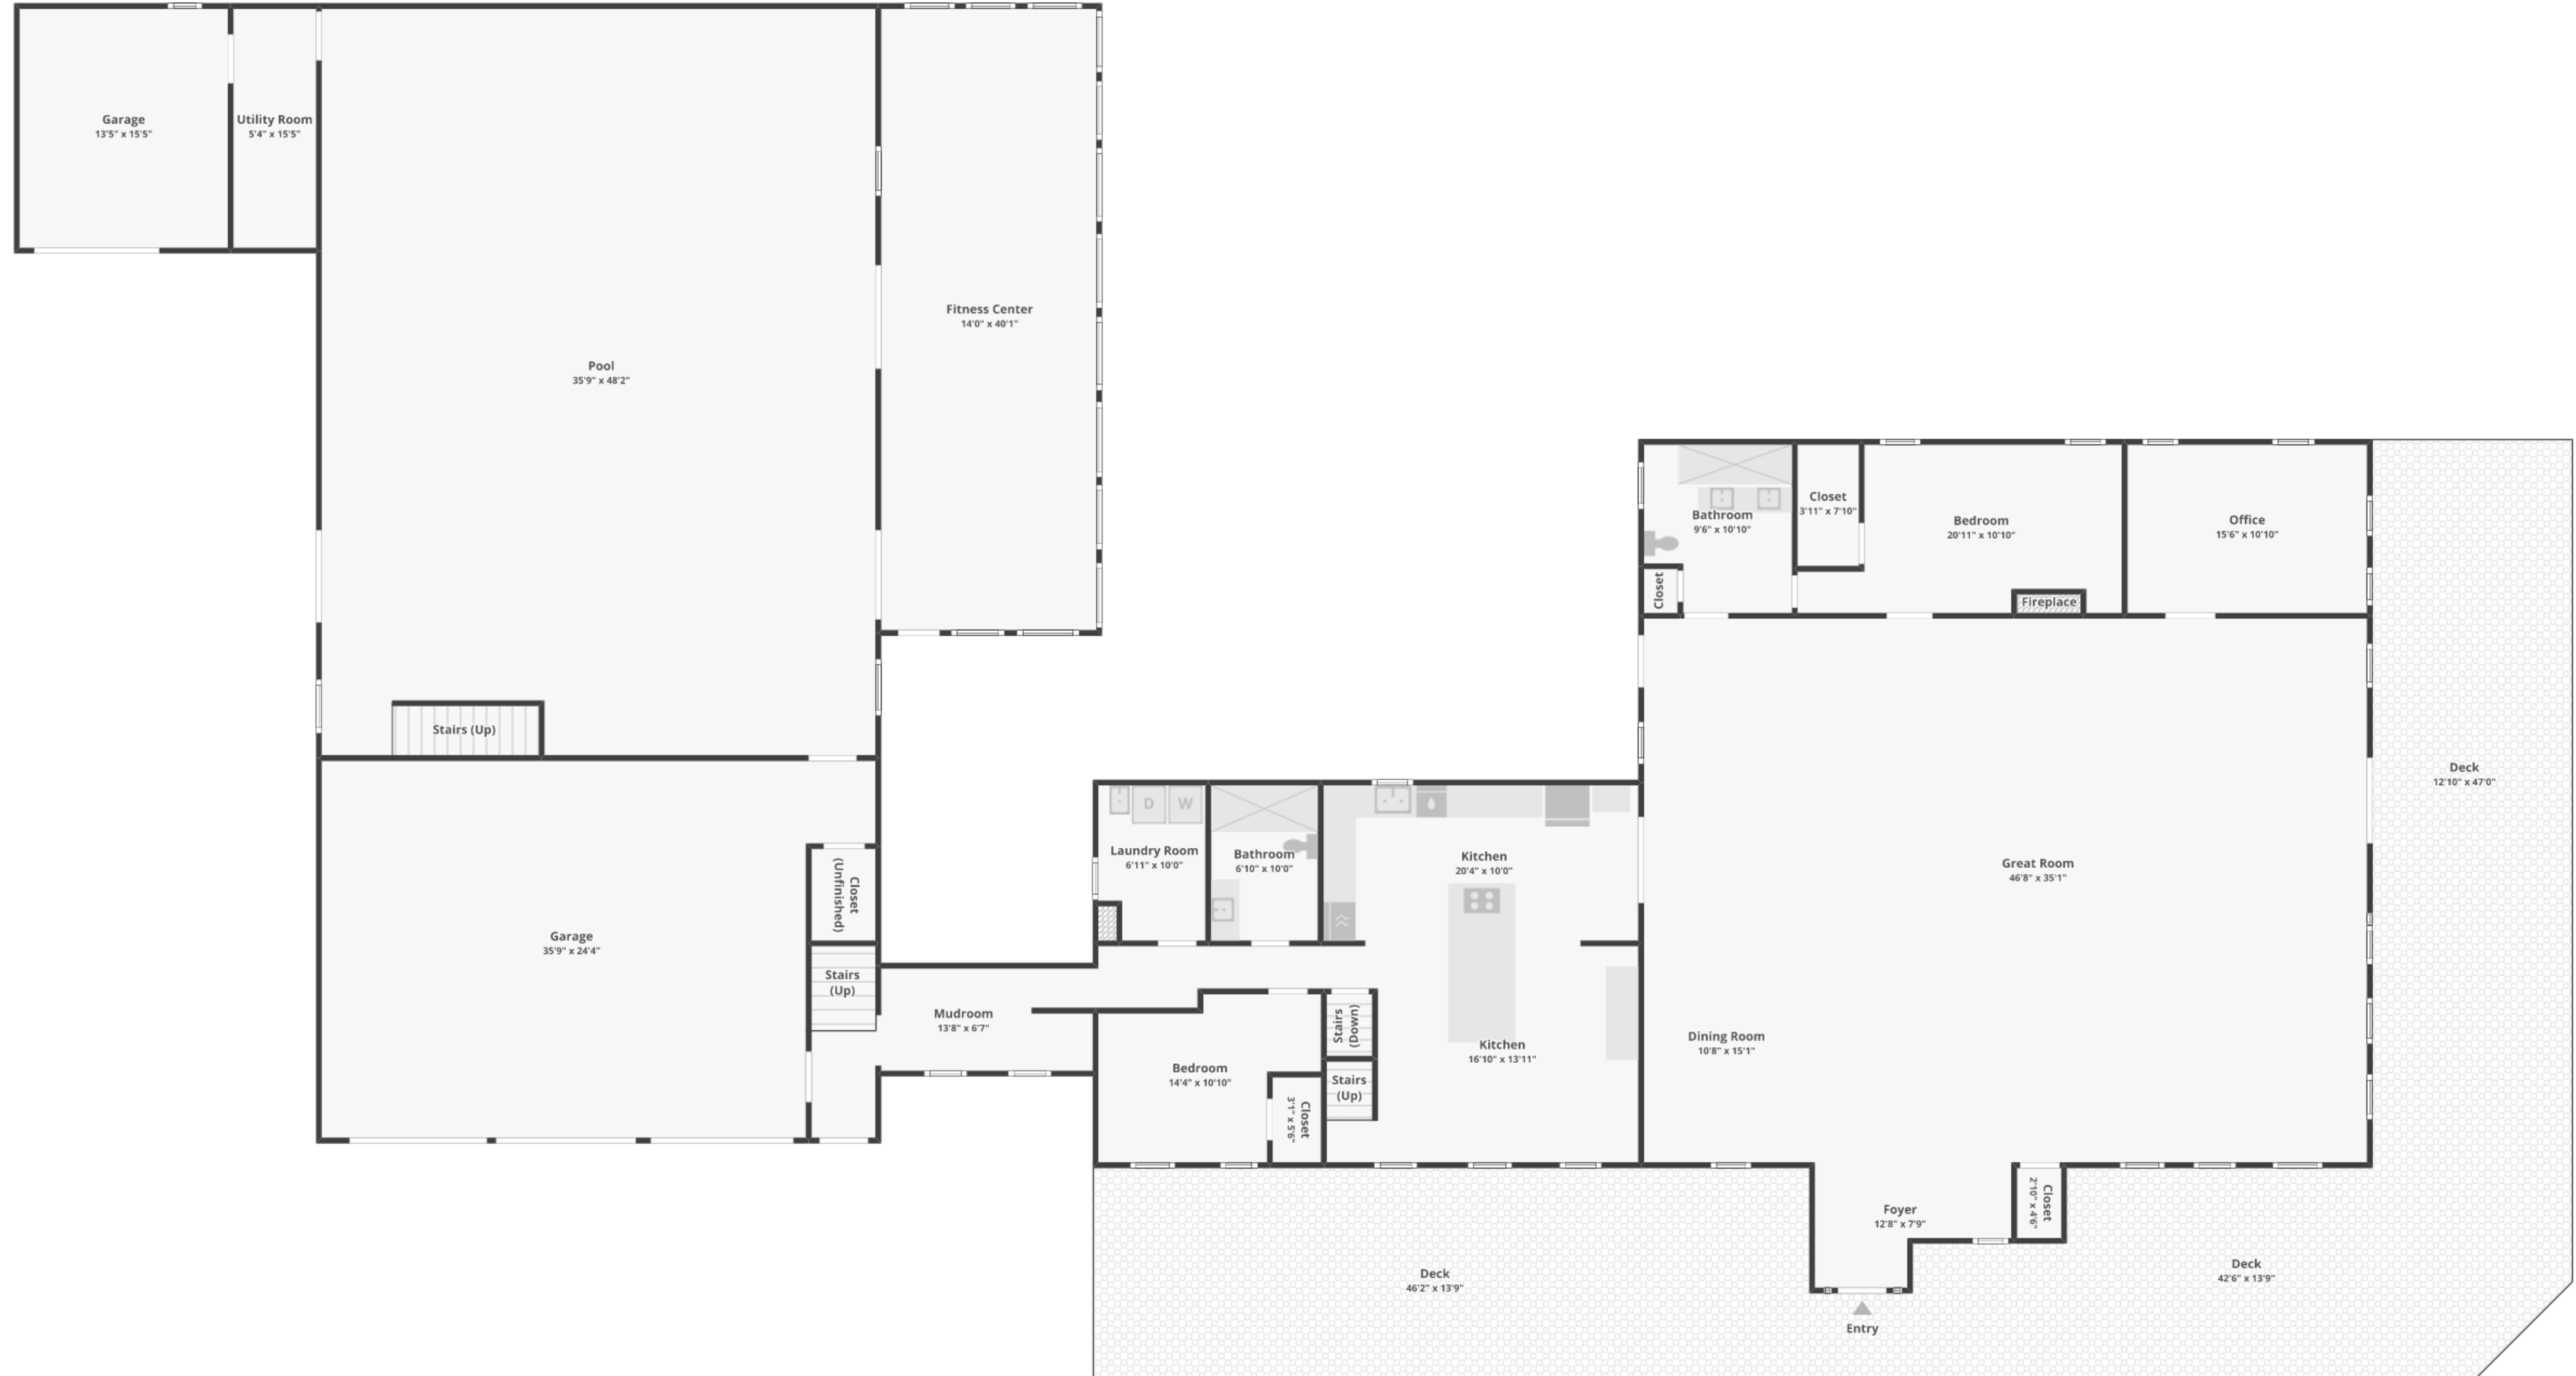 Garage
13'5" x 15'5"
Utility Room
5'4" x 15'5"
Pool
35'9" x 48'2"
Fitness Center
14'0" x 40'1"
Stairs (Up)
Garage
35'9" x 24'4"
Closet
(Unfinished)
Stairs
(Up)
Mudroom
13'8" x 6'7"
Laundry Room
6'11" x 10'0"
D
W
Bathroom
6'10" x 10'0"
Kitchen
20'4" x 10'0"
Kitchen
16'10" x 13'11"
Bedroom
14'4" x 10'10"
Closet
3'1" x 5'6"
Stairs
(Down)
Stairs
(Up)
Bathroom
9'6" x 10'10"
Closet
Closet
3'11" x 7'10"
Bedroom
20'11" x 10'10"
Fireplace
Office
15'6" x 10'10"
Great Room
46'8" x 35'1"
Dining Room
10'8" x 15'1"
Foyer
12'8" x 7'9"
Closet
2'10" x 4'6"
Deck
12'10" x 47'0"
Deck
46'2" x 13'9"
Deck
42'6" x 13'9"
Entry